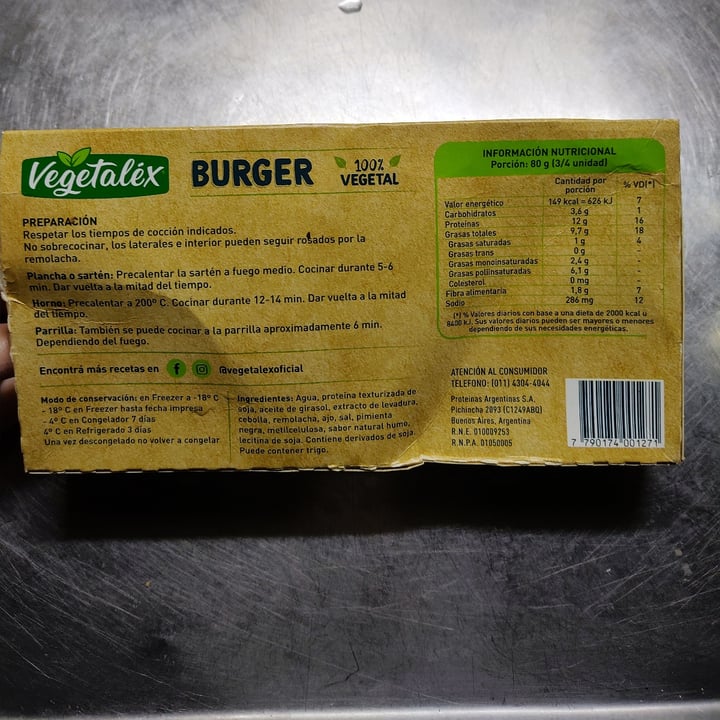 Vegetaléx
BURGER
100%
VEGETAL
PREPARACIÓN
Respetar los tiempos de cocción indicados.
No sobrecocinar, los laterales e interior pueden seguir rosados por la
remolacha.
Plancha o sartén: Precalentar la sartén a fuego medio. Cocinar durante 5-6
min. Dar vuelta a la mitad del tiempo.
Horno: Precalentar a 200º C. Cocinar durante 12-14 min. Dar vuelta a la mitad
del tiempo.
Parrilla: También se puede cocinar a la parrilla aproximadamente 6 min.
Dependiendo del fuego.
Encontrá más recetas en f @vegetalexoficial
Modo de conservación: en Freezer a -18º C
- 18º C en Freezer hasta fecha impresa
- 4º C en Congelador 7 días
4º C en Refrigerado 3 días
Una vez descongelado no volver a congelar
Ingredientes: Agua, proteína texturizada de
soja, aceite de girasol, extracto de levadura,
cebolla, remolacha, ajo, sal, pimienta
negra, metilcelulosa, sabor natural humo,
lecitina de soja. Contiene derivados de soja.
Puede contener trigo.
INFORMACIÓN NUTRICIONAL
Porción: 80 g (3/4 unidad)
Cantidad por
porción
% VD(*)
Valor energético 149 kcal = 626 kJ 7
Carbohidratos 3,6 g 1
Proteínas 12 g 16
Grasas totales 9,7 g 18
Grasas saturadas 1 g 4
Grasas trans 0 g -
Grasas monoinsaturadas 2,4 g -
Grasas poliinsaturadas 6,1 g -
Colesterol 0 mg -
Fibra alimentaria 1,8 g 7
Sodio 286 mg 12
(*) % Valores diarios con base a una dieta de 2000 kcal ú
8400 kJ. Sus valores diarios pueden ser mayores o menores
dependiendo de sus necesidades energéticas.
ATENCIÓN AL CONSUMIDOR
TELÉFONO: (011) 4304-4044
Proteínas Argentinas S.A.
Pichincha 2093 (C1249ABQ)
Buenos Aires, Argentina
R.N.E. 010009253
R.N.P.A. 01050005
7 790174 001271